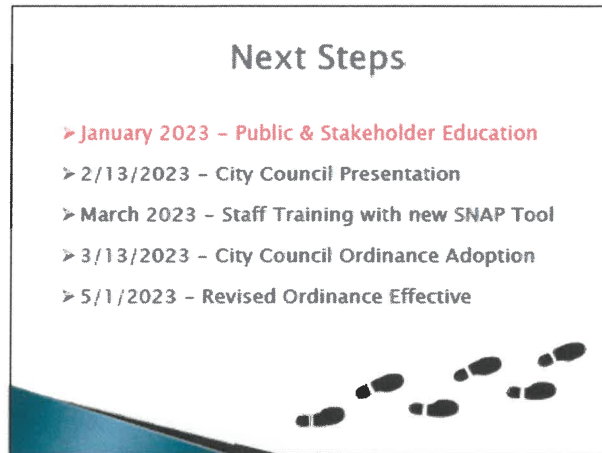 Next Steps
➢ January 2023 – Public & Stakeholder Education
➢ 2/13/2023 – City Council Presentation
➢ March 2023 – Staff Training with new SNAP Tool
➢ 3/13/2023 – City Council Ordinance Adoption
➢ 5/1/2023 – Revised Ordinance Effective